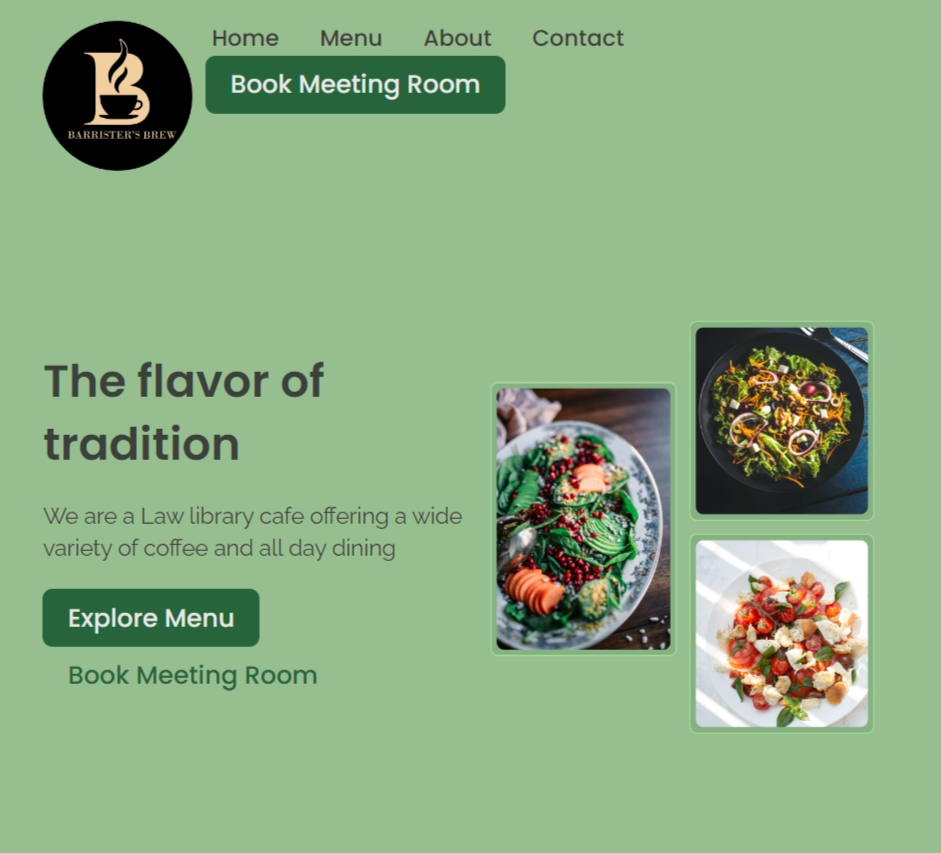 BARRISTER'S BREW
Home Menu About Contact
Book Meeting Room
The flavor of
tradition
We are a Law library cafe offering a wide
variety of coffee and all day dining
Explore Menu
Book Meeting Room